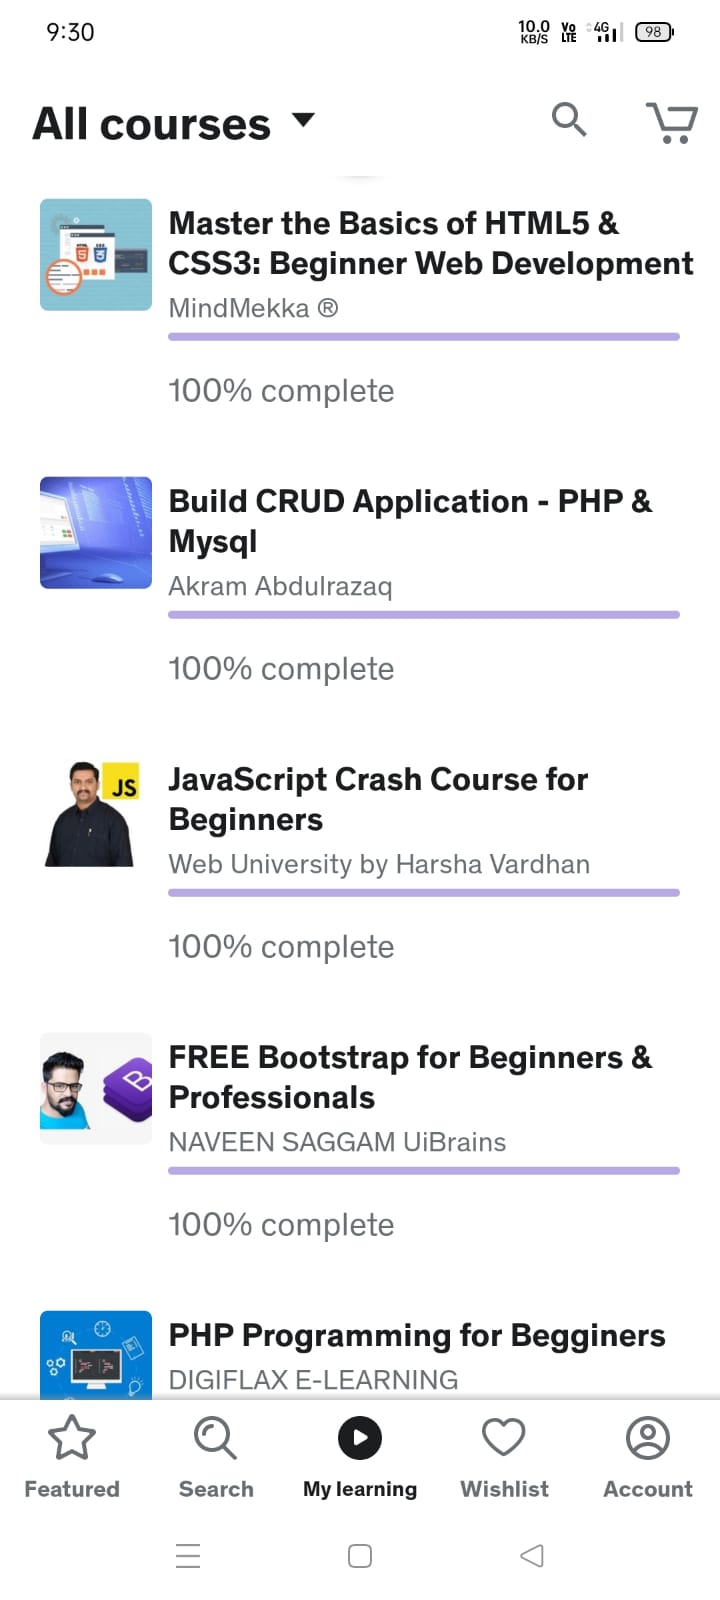 9:30
10.0 KB/S Vo LTE 4G 98
All courses
Master the Basics of HTML5 &
CSS3: Beginner Web Development
MindMekka ®
100% complete
Build CRUD Application - PHP &
Mysql
Akram Abdulrazaq
100% complete
JS
JavaScript Crash Course for
Beginners
Web University by Harsha Vardhan
100% complete
B
FREE Bootstrap for Beginners &
Professionals
NAVEEN SAGGAM UiBrains
100% complete
PHP Programming for Begginers
DIGIFLAX E-LEARNING
Featured Search My learning Wishlist Account